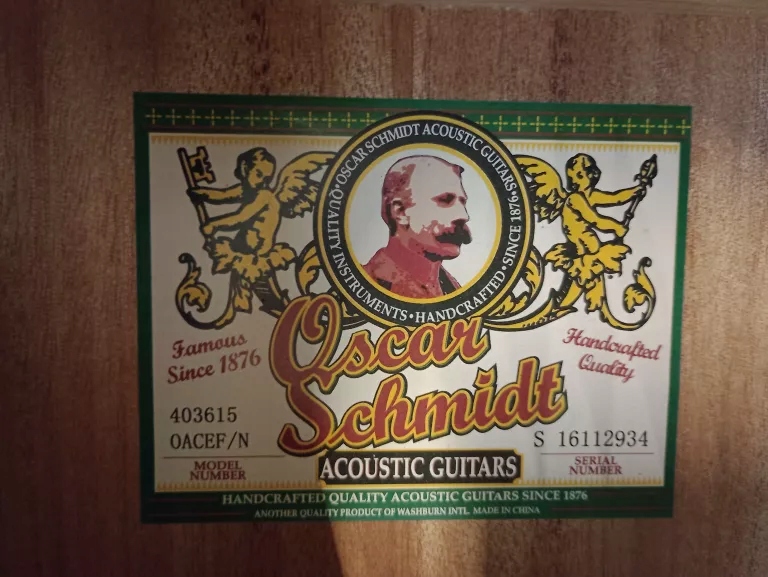 OSCAR SCHMIDT ACOUSTIC GUITARS • SINCE 1876 • HANDCRAFTED • QUALITY INSTRUMENTS •
Famous
Since 1876
Oscar
Schmidt
Handcrafted
Quality
403615
OACEF/N
MODEL
NUMBER
ACOUSTIC GUITARS
S 16112934
SERIAL
NUMBER
HANDCRAFTED QUALITY ACOUSTIC GUITARS SINCE 1876
ANOTHER QUALITY PRODUCT OF WASHBURN INTL. MADE IN CHINA